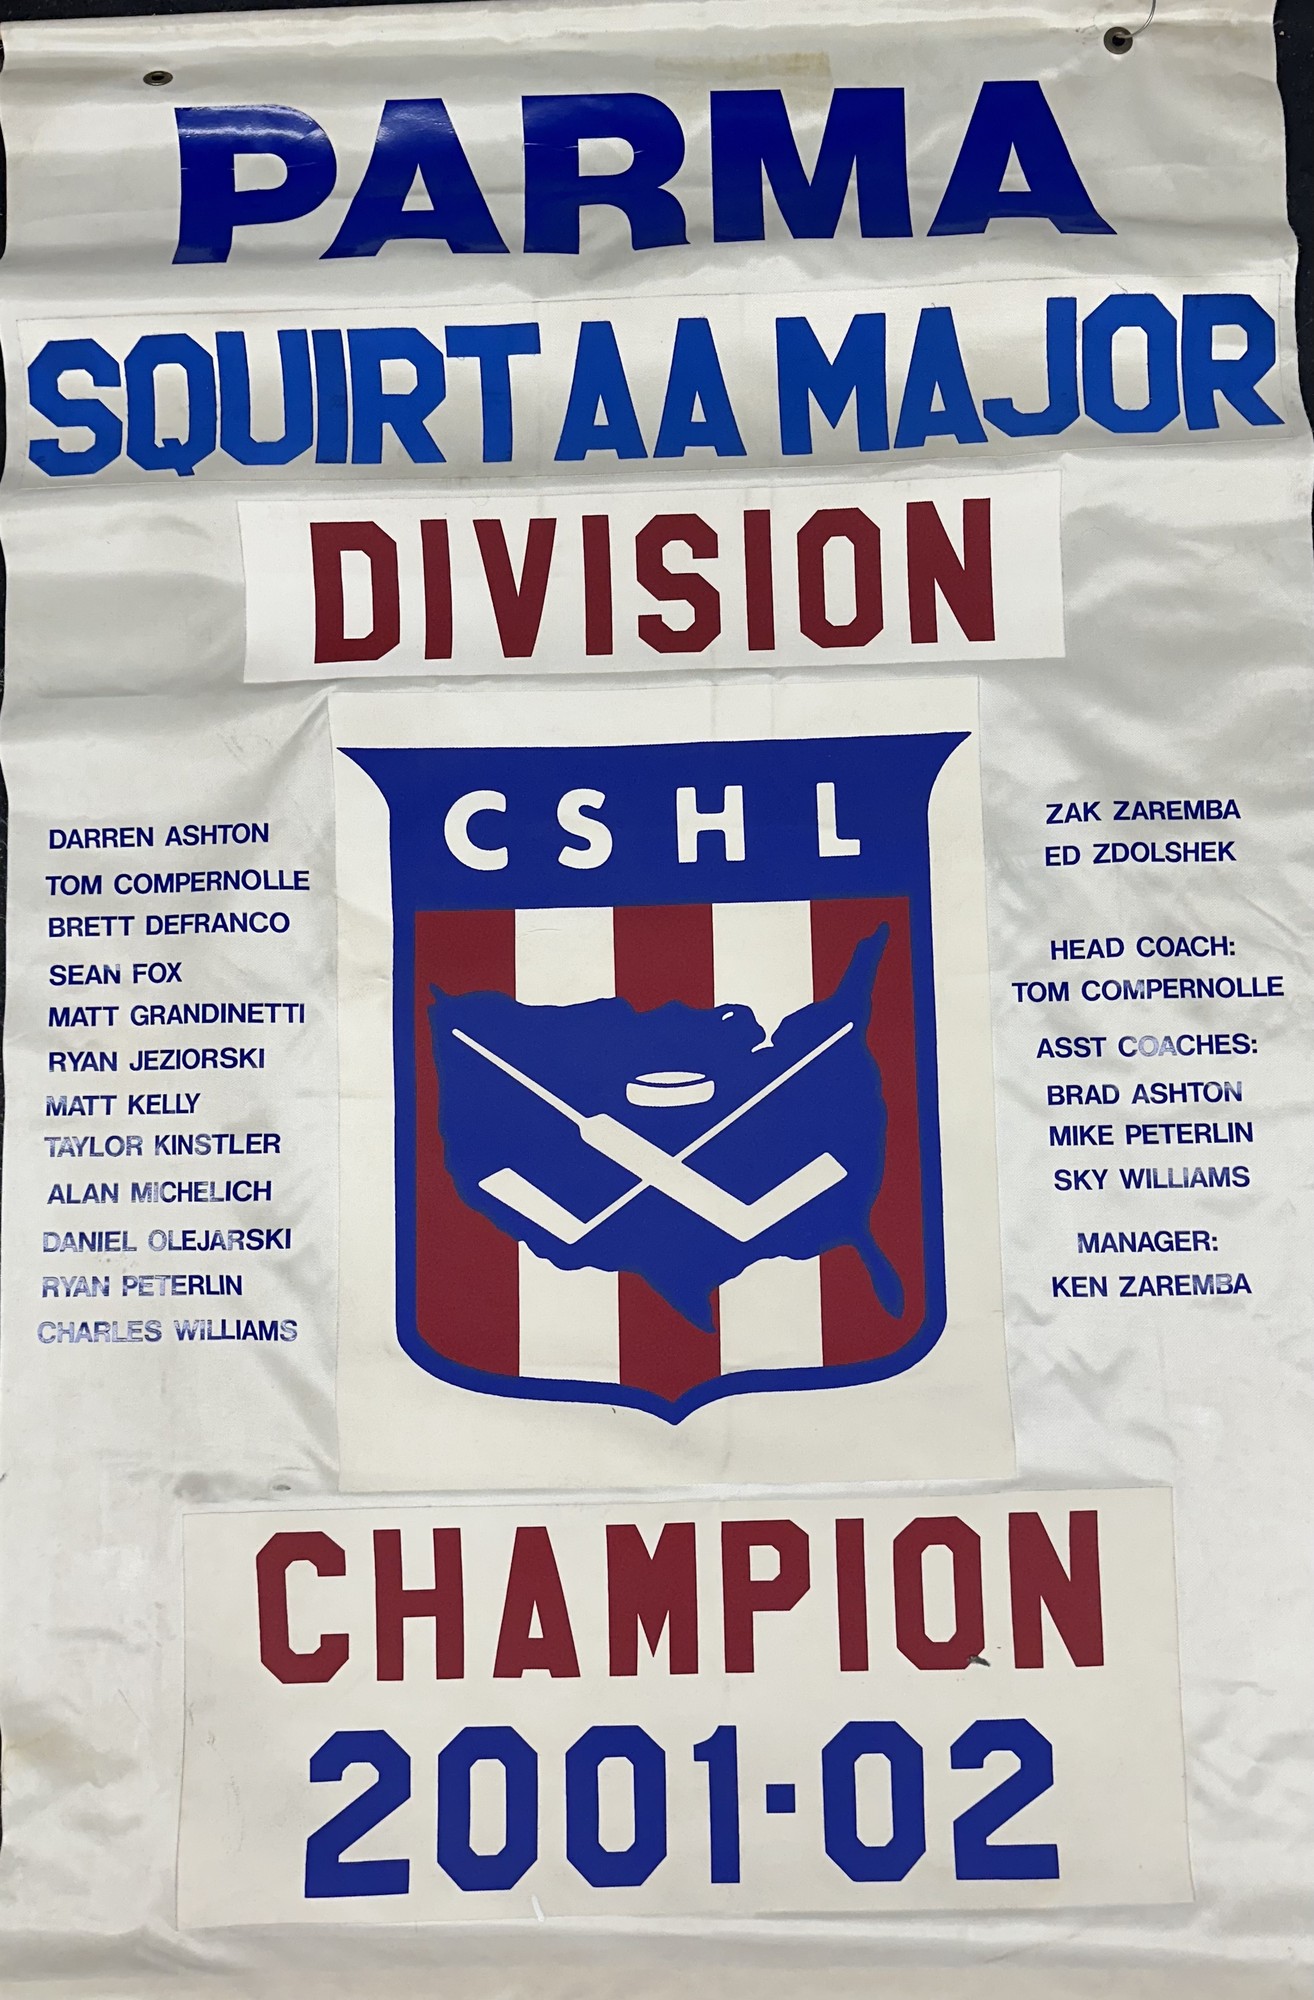 PARMA
SQUIRT AA MAJOR
DIVISION
CSHL
DARREN ASHTON
TOM COMPERNOLLE
BRETT DEFRANCO
SEAN FOX
MATT GRANDINETTI
RYAN JEZIORSKI
MATT KELLY
TAYLOR KINSTLER
ALAN MICHELICH
DANIEL OLEJARSKI
RYAN PETERLIN
CHARLES WILLIAMS
ZAK ZAREMBA
ED ZDOLSHEK
HEAD COACH:
TOM COMPERNOLLE
ASST COACHES:
BRAD ASHTON
MIKE PETERLIN
SKY WILLIAMS
MANAGER:
KEN ZAREMBA
CHAMPION
2001-02